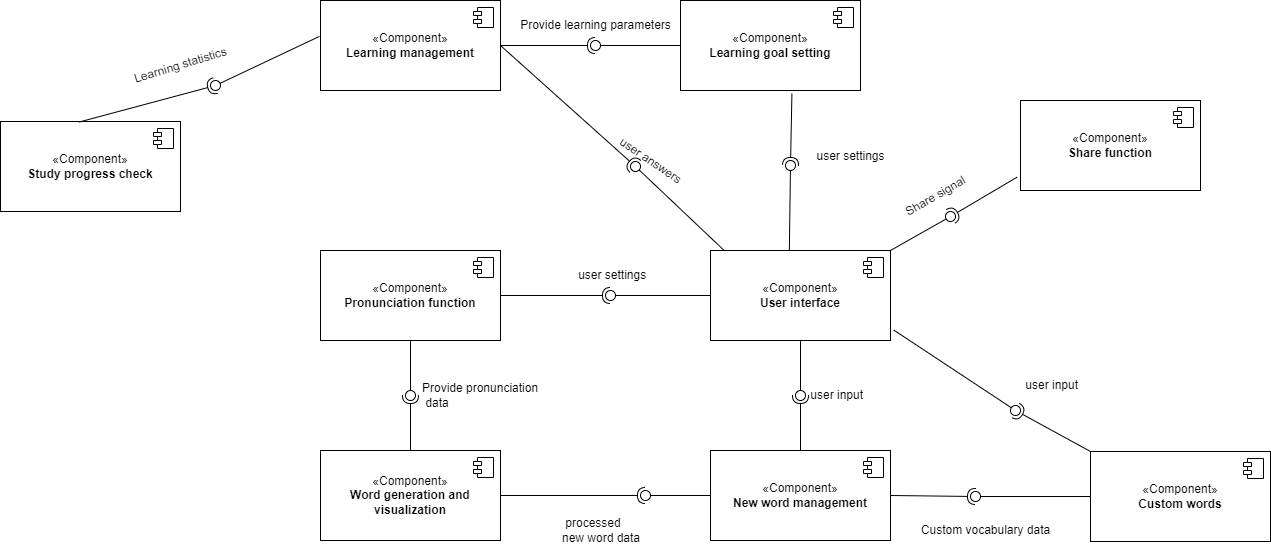 «Component»
Learning management
Provide learning parameters
«Component»
Learning goal setting
Learning statistics
«Component»
Study progress check
user answers
user settings
«Component»
Share function
Share signal
«Component»
Pronunciation function
user settings
«Component»
User interface
Provide pronunciation
data
user input
user input
«Component»
Word generation and
visualization
processed
new word data
«Component»
New word management
Custom vocabulary data
«Component»
Custom words